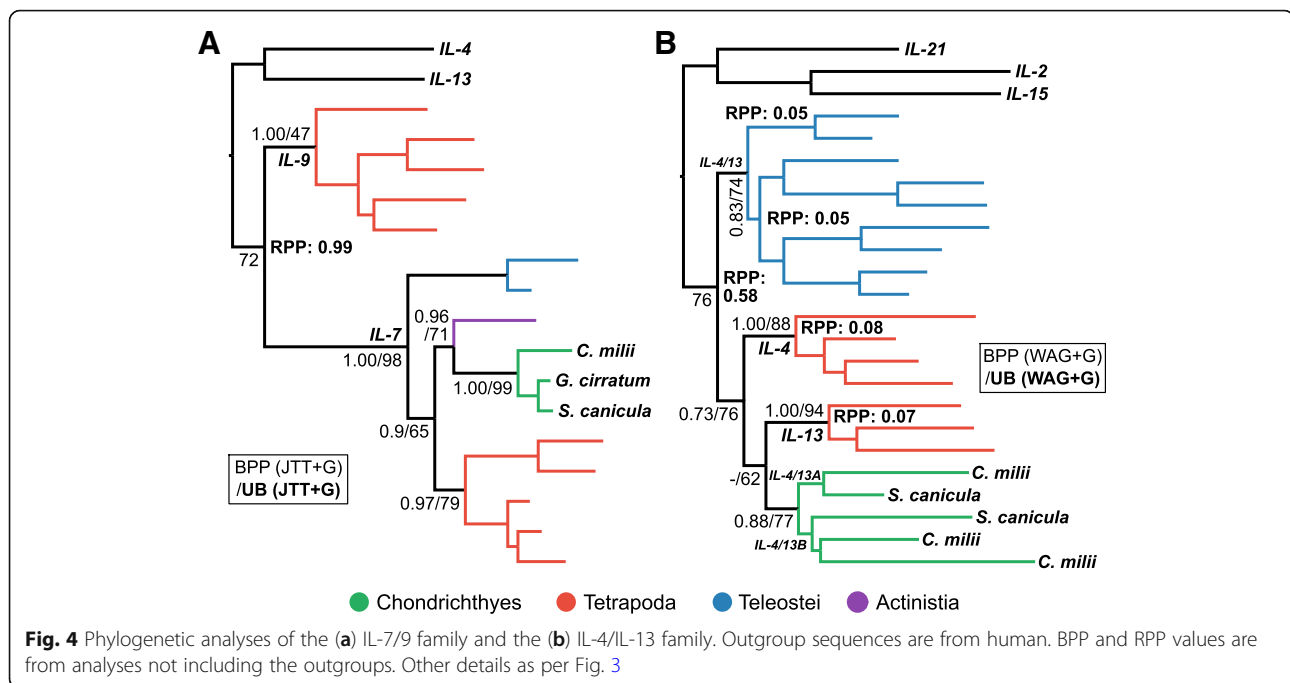 A
B
IL-4
IL-13
1.00/47
IL-9
RPP: 0.99
72
IL-7
1.00/98
0.96
/71
C. milii
1.00/99
G. cirratum
S. canicula
0.9/65
BPP (JTT+G)
/UB (JTT+G)
0.97/79
IL-21
IL-2
IL-15
RPP: 0.05
IL-4/13
0.83/74
RPP: 0.05
RPP:
0.58
76
1.00/88
RPP: 0.08
IL-4
BPP (WAG+G)
/UB (WAG+G)
0.73/76
1.00/94
RPP: 0.07
IL-13
-/62
IL-4/13A
C. milii
S. canicula
0.88/77
S. canicula
IL-4/13B
C. milii
C. milii
Chondrichthyes
Tetrapoda
Teleostei
Actinistia
Fig. 4 Phylogenetic analyses of the (a) IL-7/9 family and the (b) IL-4/IL-13 family. Outgroup sequences are from human. BPP and RPP values are
from analyses not including the outgroups. Other details as per Fig. 3